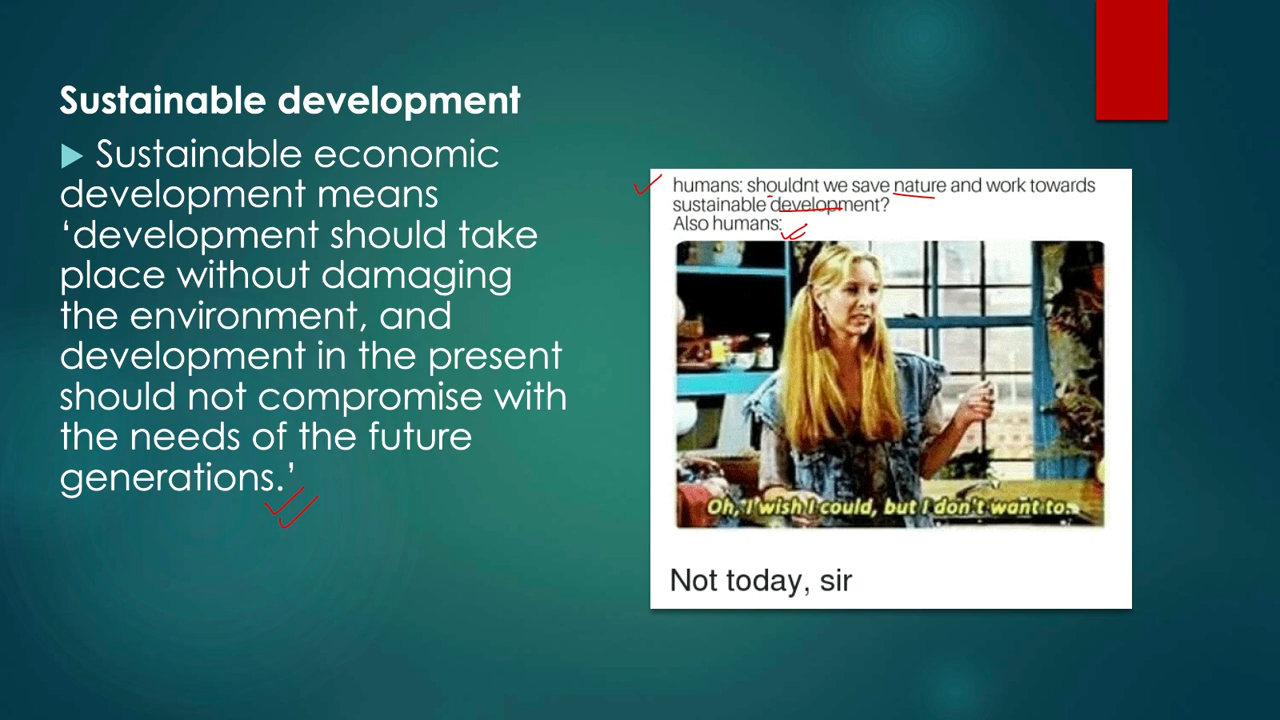 Sustainable development
Sustainable economic
development means
‘development should take
place without damaging
the environment, and
development in the present
should not compromise with
the needs of the future
generations.’
humans: shouldnt we save nature and work towards
sustainable development?
Also humans:
Oh, I wish I could, but I don't want to.
Not today, sir